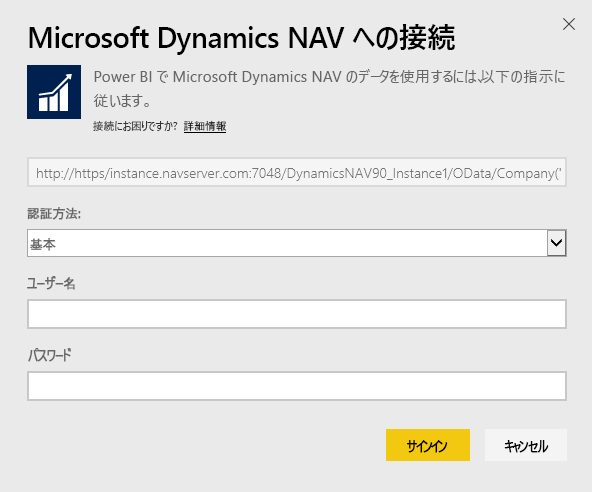 Microsoft Dynamics NAV への接続
Power BI で Microsoft Dynamics NAV のデータを使用するには、以下の指示に
従います。
接続にお困りですか? 詳細情報
http://https/instance.navserver.com:7048/DynamicsNAV90_Instance1/OData/Company('
認証方法:
基本
ユーザー名
パスワード
サインイン
キャンセル